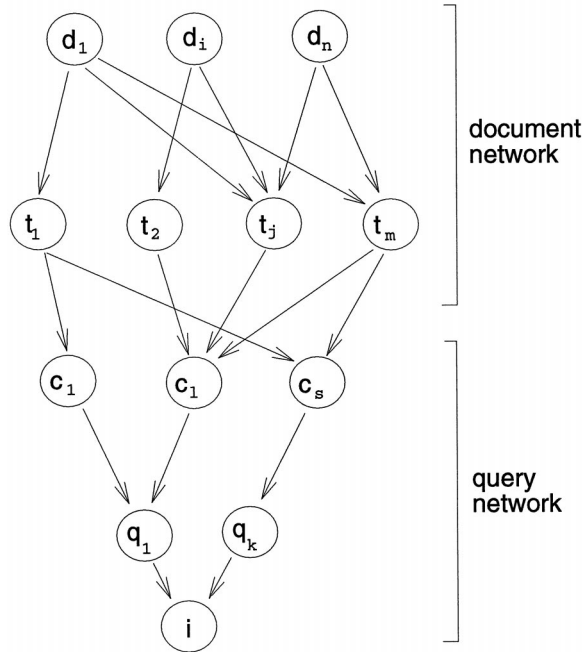 d1 di dn
document
network
t1 t2 tj tm
c1 cl cs
query
network
q1 qk
i